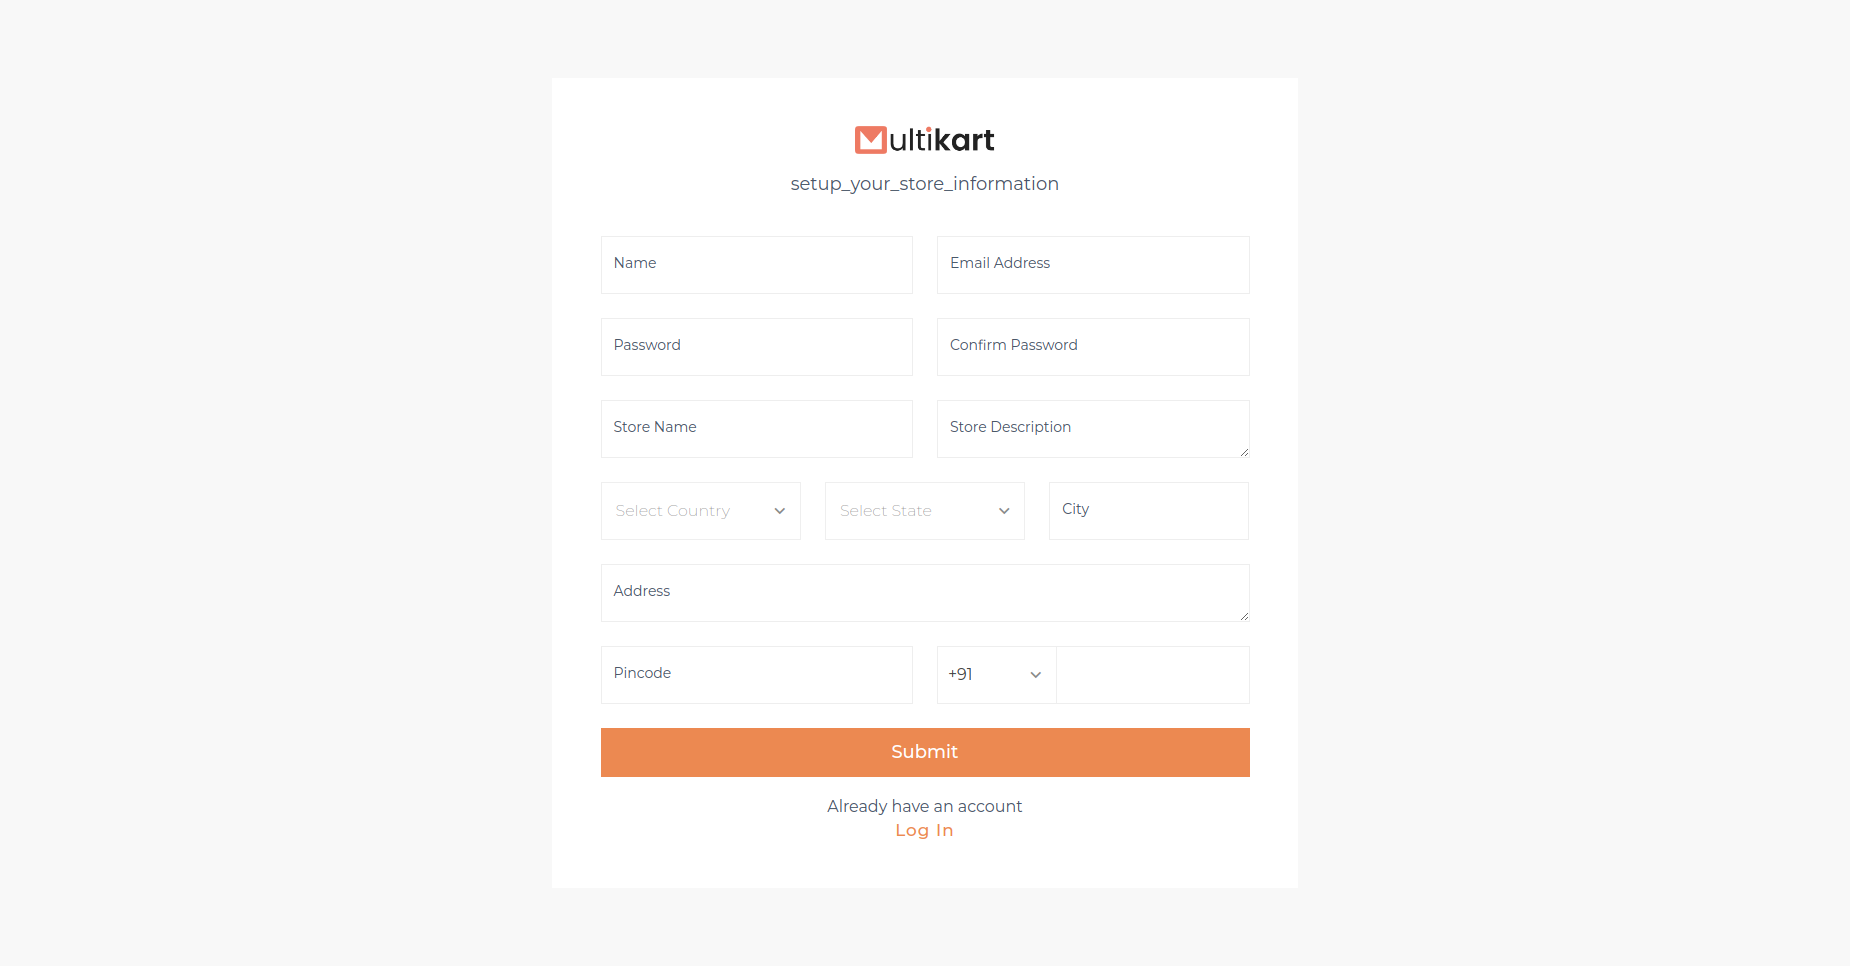 Multikart
setup_your_store_information
Name
Email Address
Password
Confirm Password
Store Name
Store Description
Select Country
Select State
City
Address
Pincode
+91
Submit
Already have an account
Log In